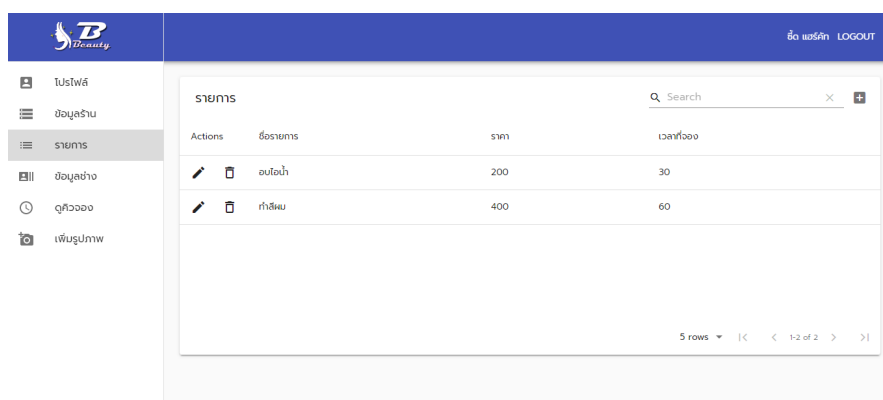 B
Beauty
ซี๊ด แฮร์คัท LOGOUT
โปรไฟล์
ข้อมูลร้าน
รายการ
ข้อมูลช่าง
ดูคิวจอง
เพิ่มรูปภาพ
รายการ
Search
Actions ชื่อรายการ ราคา เวลาที่จอง
อบไอน้ำ 200 30
ทำสีผม 400 60
5 rows 1-2 of 2